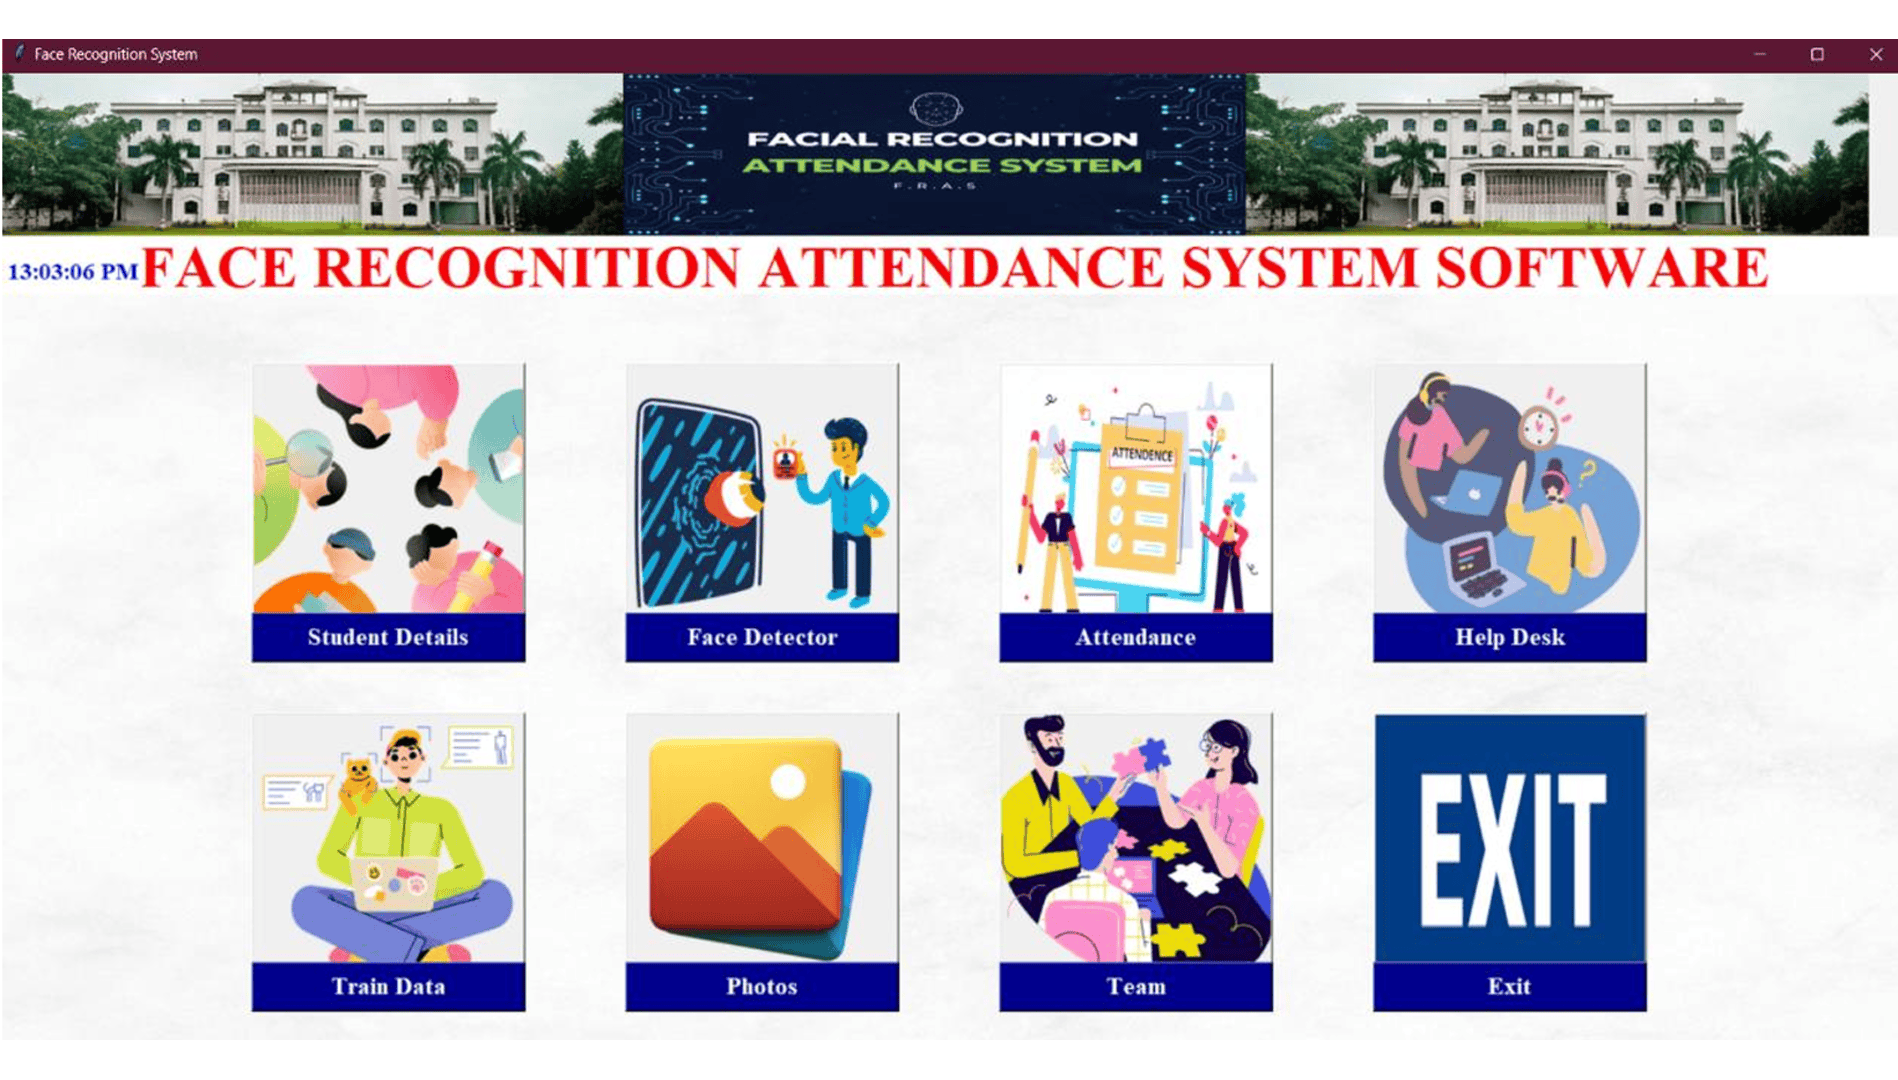 Face Recognition System
FACIAL RECOGNITION
ATTENDANCE SYSTEM
F.R.A.S
13:03:06 PM
FACE RECOGNITION ATTENDANCE SYSTEM SOFTWARE
ATTENDENCE
Student Details
Face Detector
Attendance
Help Desk
EXIT
Train Data
Photos
Team
Exit